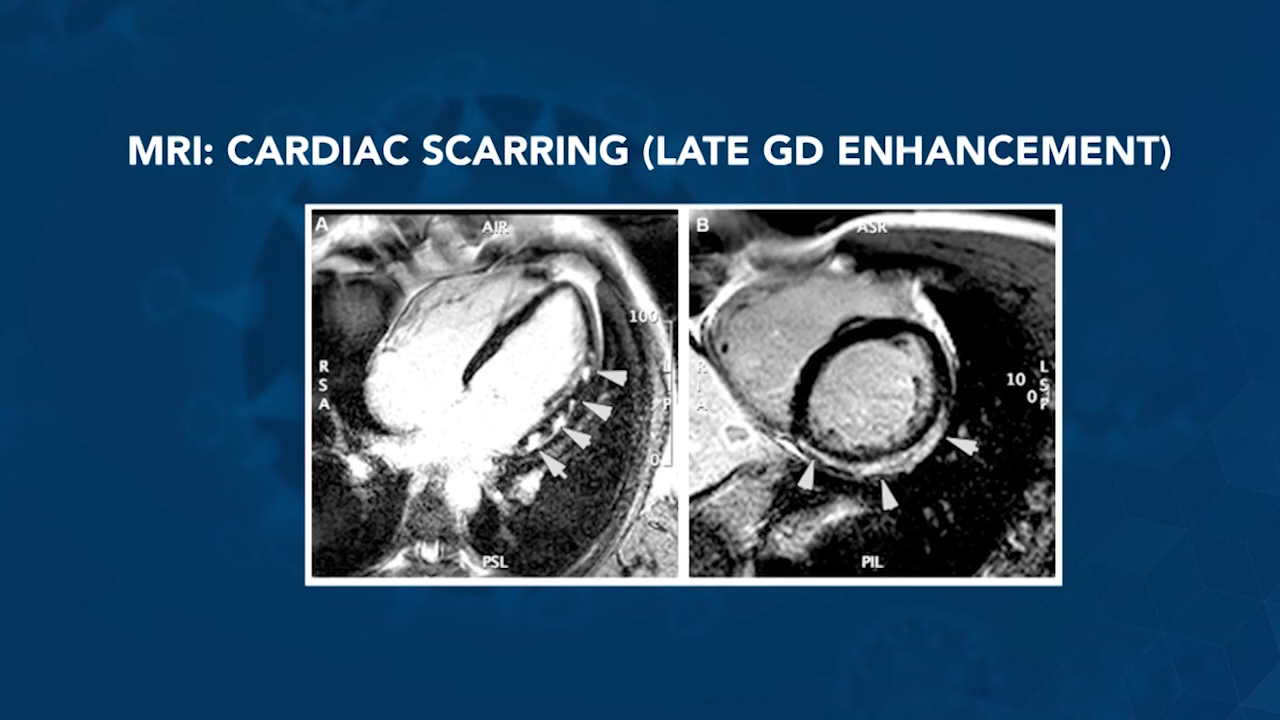 MRI: CARDIAC SCARRING (LATE GD ENHANCEMENT)
A
AIR
100
R
S
A
P
0
PSL
B
ASR
R
I
A
10
0
L
S
P
PIL